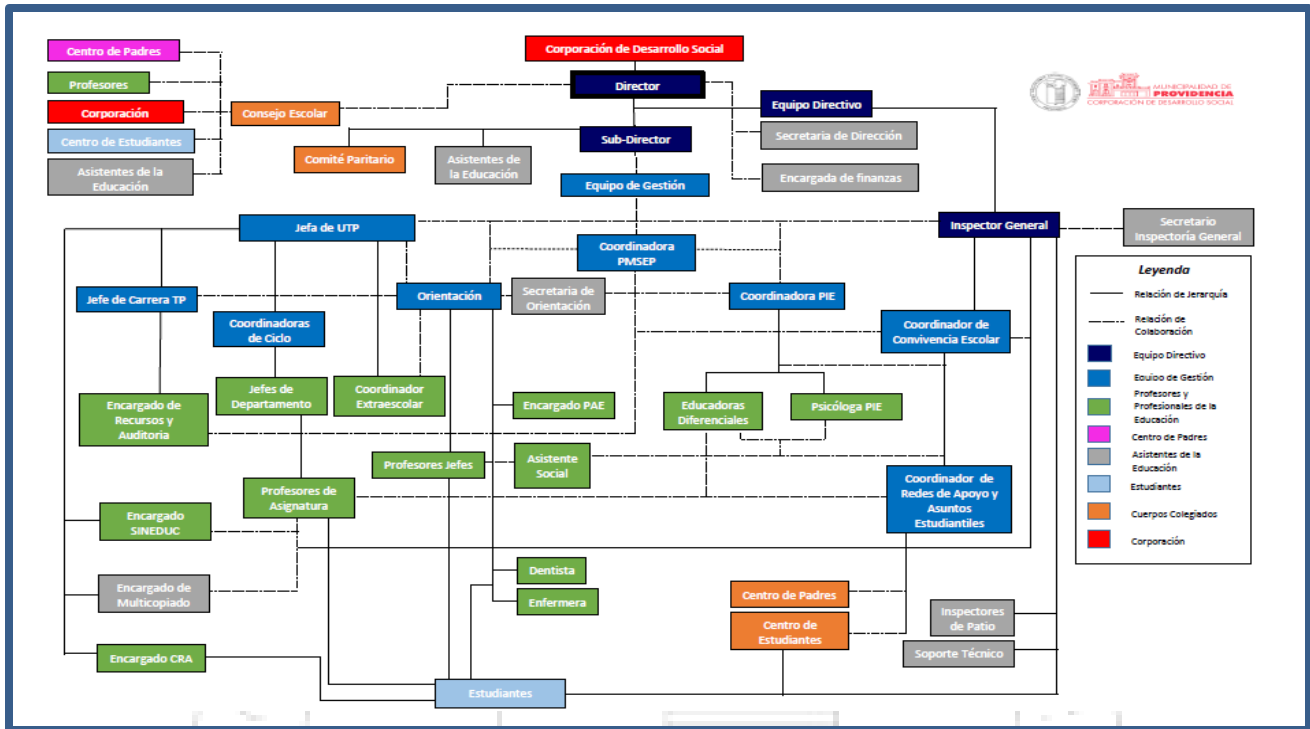 Centro de Padres
Profesores
Corporación
Centro de Estudiantes
Asistentes de la
Educación
Consejo Escolar
Corporación de Desarrollo Social
Director
Equipo Directivo
Secretaria de Dirección
Encargada de finanzas
Sub-Director
Comité Paritario
Asistentes de
la Educación
Equipo de Gestión
MUNICIPALIDAD DE
PROVIDENCIA
CORPORACIÓN DE DESARROLLO SOCIAL
Jefa de UTP
Inspector General
Secretario
Inspectoría General
Coordinadora
PMSEP
Jefe de Carrera TP
Orientación
Secretaria de
Orientación
Coordinadora PIE
Coordinadoras
de Ciclo
Coordinador de
Convivencia Escolar
Encargado de
Recursos y
Auditoria
Jefes de
Departamento
Coordinador
Extraescolar
Encargado PAE
Educadoras
Diferenciales
Psicóloga PIE
Profesores Jefes
Asistente
Social
Profesores de
Asignatura
Coordinador de
Redes de Apoyo y
Asuntos
Estudiantiles
Encargado
SINEDUC
Encargado de
Multicopiado
Dentista
Enfermera
Centro de Padres
Centro de
Estudiantes
Inspectores
de Patio
Soporte Técnico
Encargado CRA
Estudiantes
Leyenda
Relación de Jerarquía
Relación de
Colaboración
Equipo Directivo
Equipo de Gestión
Profesores y
Profesionales de la
Educación
Centro de Padres
Asistentes de la
Educación
Estudiantes
Cuerpos Colegiados
Corporación